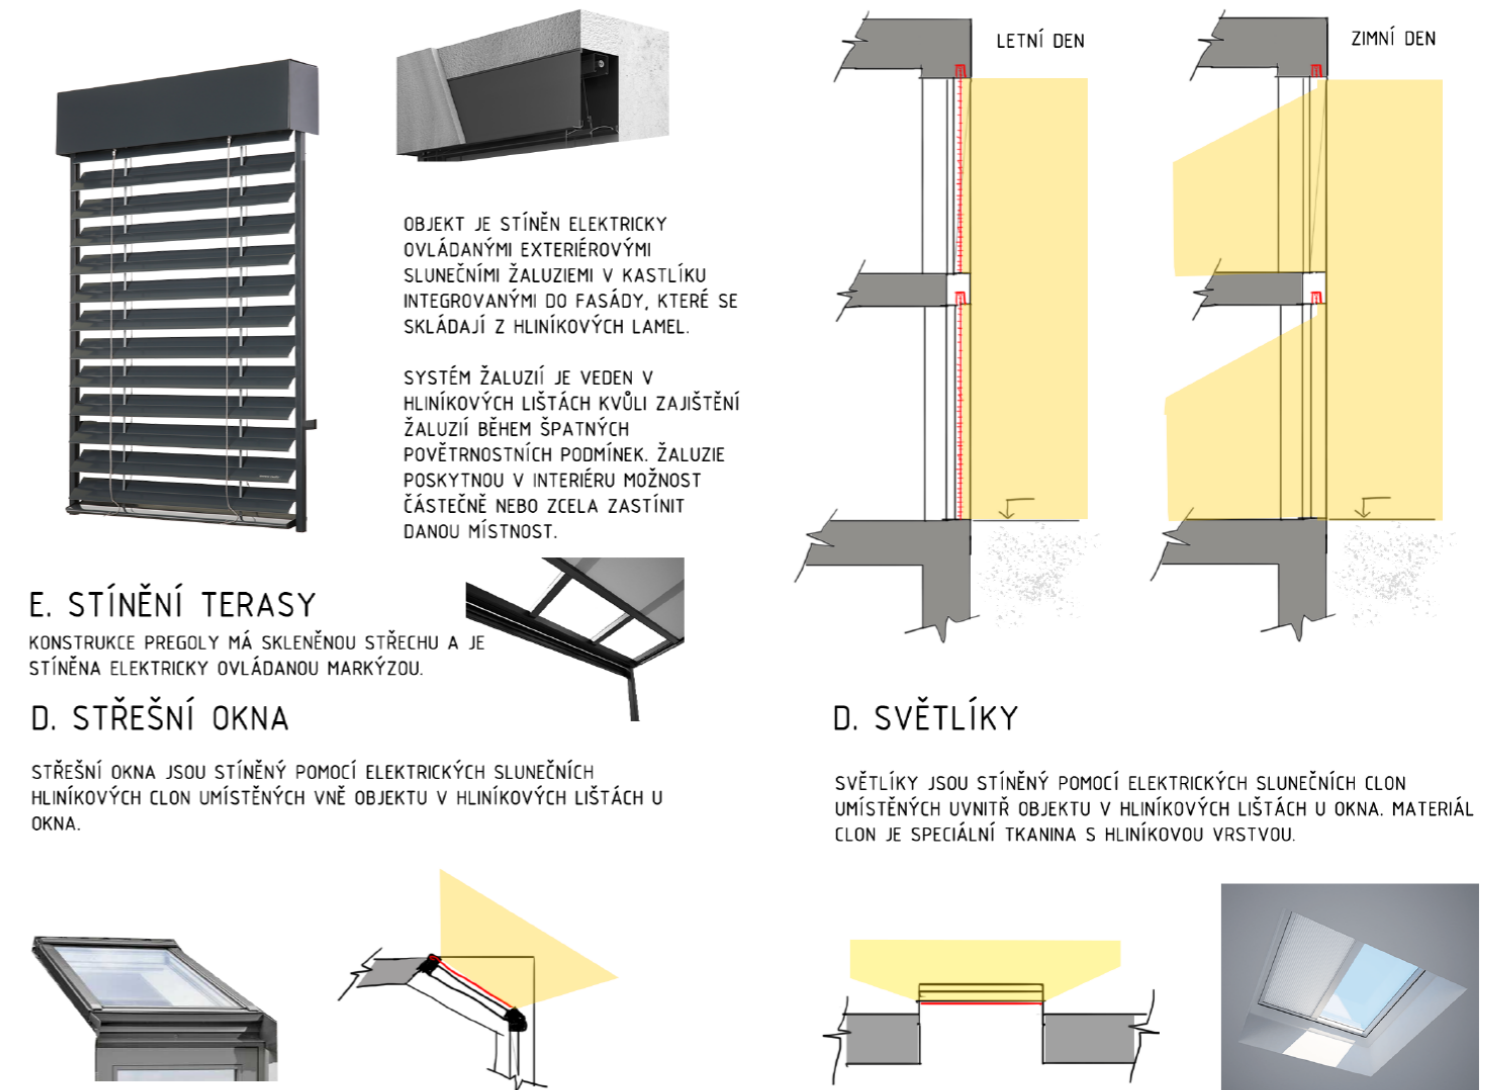 OBJEKT JE STÍNĚN ELEKTRICKY
OVLÁDANÝMI EXTERIÉROVÝMI
SLUNEČNÍMI ŽALUZIEMI V KASTLÍKU
INTEGROVANÝMI DO FASÁDY, KTERÉ SE
SKLÁDAJÍ Z HLINÍKOVÝCH LAMEL.
SYSTÉM ŽALUZIÍ JE VEDEN V
HLINÍKOVÝCH LIŠTÁCH KVŮLI ZAJIŠTĚNÍ
ŽALUZIÍ BĚHEM ŠPATNÝCH
POVĚTRNOSTNÍCH PODMÍNEK. ŽALUZIE
POSKYTNOU V INTERIÉRU MOŽNOST
ČÁSTEČNĚ NEBO ZCELA ZASTÍNIT
DANOU MÍSTNOST.
LETNÍ DEN
ZIMNÍ DEN
E. STÍNĚNÍ TERASY
KONSTRUKCE PREGOLY MÁ SKLENĚNOU STŘECHU A JE
STÍNĚNA ELEKTRICKY OVLÁDANOU MARKÝZOU.
D. STŘEŠNÍ OKNA
STŘEŠNÍ OKNA JSOU STÍNĚNÝ POMOCÍ ELEKTRICKÝCH SLUNEČNÍCH
HLINÍKOVÝCH CLON UMÍSTĚNÝCH VNĚ OBJEKTU V HLINÍKOVÝCH LIŠTÁCH U
OKNA.
D. SVĚTLÍKY
SVĚTLÍKY JSOU STÍNĚNÝ POMOCÍ ELEKTRICKÝCH SLUNEČNÍCH CLON
UMÍSTĚNÝCH UVNITŘ OBJEKTU V HLINÍKOVÝCH LIŠTÁCH U OKNA. MATERIÁL
CLON JE SPECIÁLNÍ TKANINA S HLINÍKOVOU VRSTVOU.